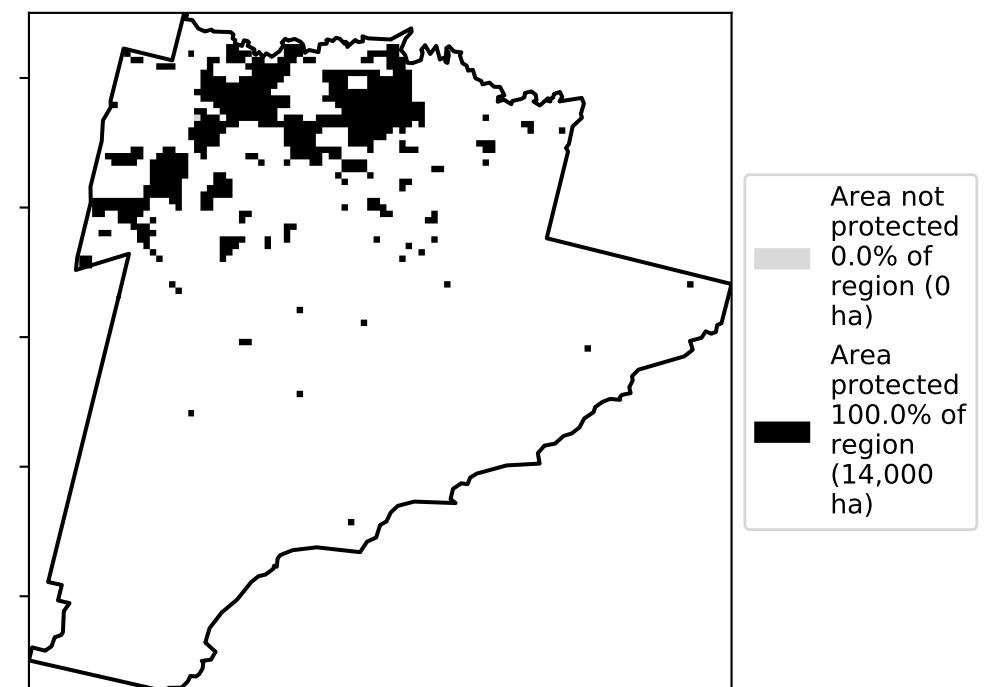 Area not
protected
0.0% of
region (0
ha)
Area
protected
100.0% of
region
(14,000
ha)